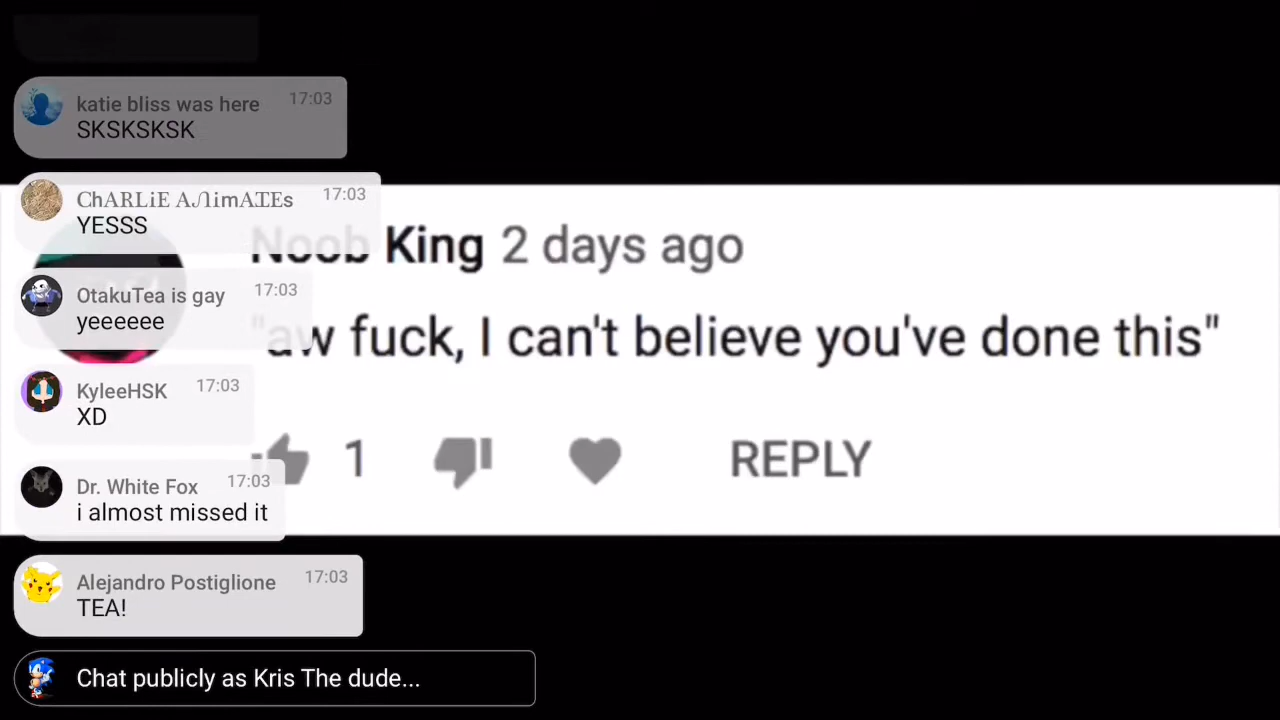 katie bliss was here 17:03
SKSKSKSK
ChARLiE AᏁimATEs 17:03
YESSS
Noob King 2 days ago
OtakuTea is gay 17:03
yeeeeee
"aw fuck, I can't believe you've done this"
KyleeHSK 17:03
XD
1 REPLY
Dr. White Fox 17:03
i almost missed it
Alejandro Postiglione 17:03
TEA!
Chat publicly as Kris The dude...